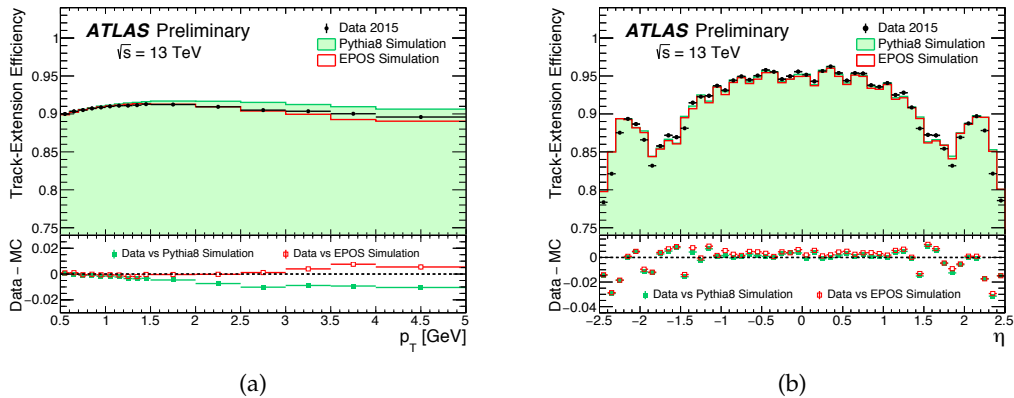 ATLAS Preliminary
√s = 13 TeV
Data 2015
Pythia8 Simulation
EPOS Simulation
Track-Extension Efficiency
1
0.95
0.9
0.85
0.8
0.75
Data vs Pythia8 Simulation
Data vs EPOS Simulation
Data – MC
0.02
0
−0.02
0.5 1 1.5 2 2.5 3 3.5 4 4.5 5
p_T [GeV]
(a)
ATLAS Preliminary
√s = 13 TeV
Data 2015
Pythia8 Simulation
EPOS Simulation
Track-Extension Efficiency
1
0.95
0.9
0.85
0.8
0.75
Data – MC
0.02
0
−0.02
−0.04
Data vs Pythia8 Simulation
Data vs EPOS Simulation
−2.5 −2 −1.5 −1 −0.5 0 0.5 1 1.5 2 2.5
η
(b)